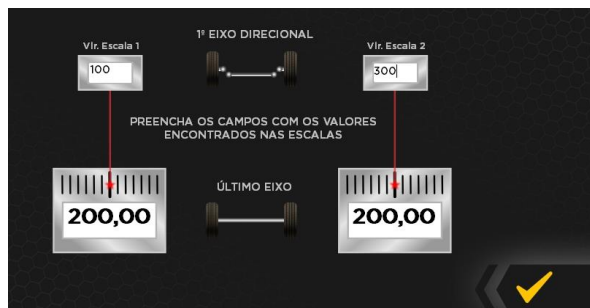 1º EIXO DIRECIONAL
Vlr. Escala 1
Vlr. Escala 2
100
300
PREENCHA OS CAMPOS COM OS VALORES
ENCONTRADOS NAS ESCALAS
ÚLTIMO EIXO
200,00
200,00